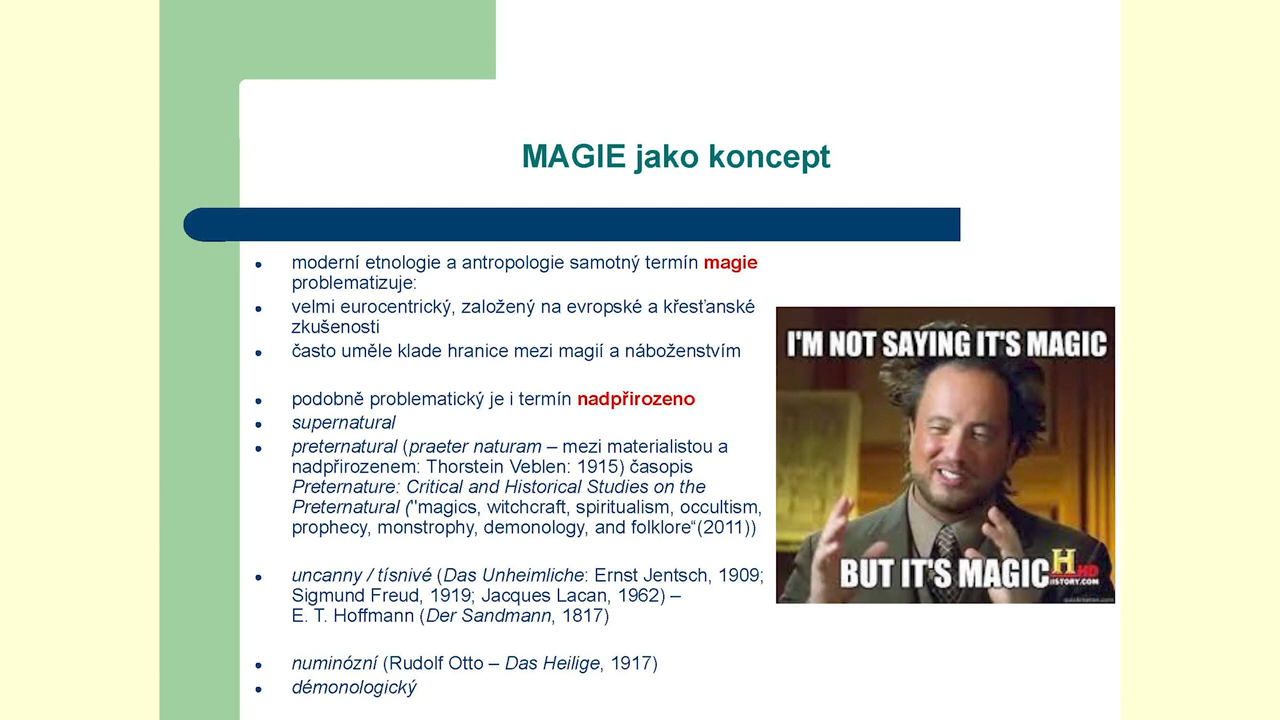 MAGIE jako koncept
moderní etnologie a antropologie samotný termín magie
problematizuje:
velmi eurocentrický, založený na evropské a křesťanské
zkušenosti
často uměle klade hranice mezi magií a náboženstvím
podobně problematický je i termín nadpřirozeno
supernatural
preternatural (praeter naturam – mezi materialistou a
nadpřirozenem: Thorstein Veblen: 1915) časopis
Preternature: Critical and Historical Studies on the
Preternatural ("magics, witchcraft, spiritualism, occultism,
prophecy, monstrophy, demonology, and folklore“(2011))
uncanny / tísnivé (Das Unheimliche: Ernst Jentsch, 1909;
Sigmund Freud, 1919; Jacques Lacan, 1962) –
E. T. Hoffmann (Der Sandmann, 1817)
numinózní (Rudolf Otto – Das Heilige, 1917)
démonologický
I'M NOT SAYING IT'S MAGIC
BUT IT'S MAGIC
H HD
ISTORY.COM